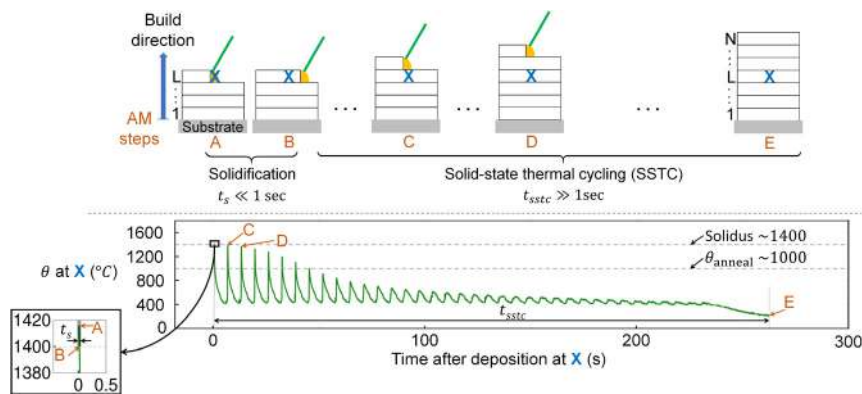 Build
direction
N
L
L
1
1
AM
steps
Substrate
A
B
C
D
E
... ... ...
Solidification
t_s ≪ 1 sec
Solid-state thermal cycling (SSTC)
t_sstc ≫ 1sec
1600
1200
800
400
0
θ at X (°C)
C
D
Solidus ~1400
θ_anneal ~1000
E
t_sstc
0
100
200
300
Time after deposition at X (s)
1420
1400
1380
t_s
A
B
0
0.5